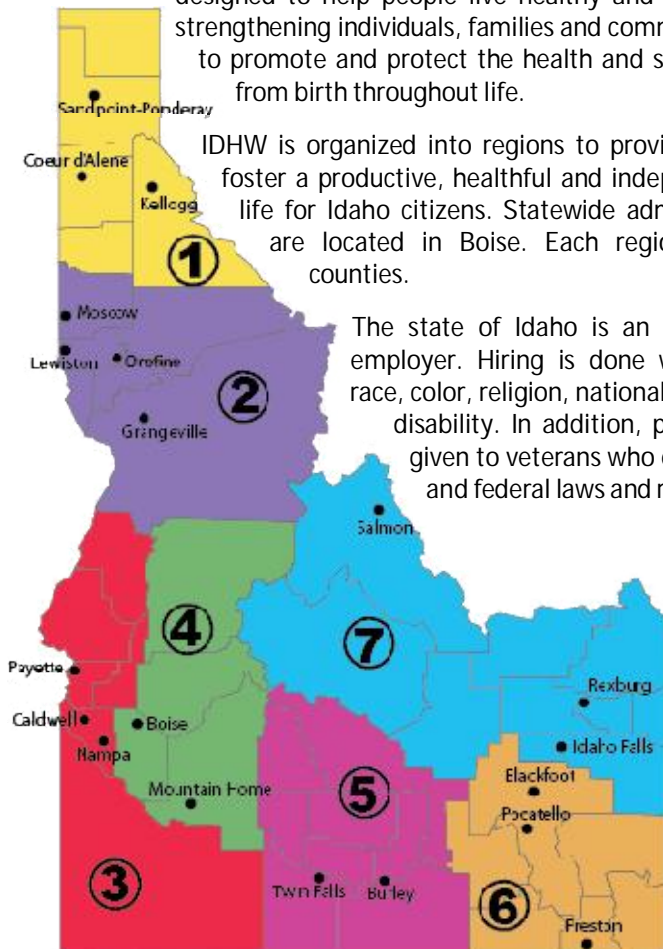 designed to help people live healthy and
strengthening individuals, families and comm
to promote and protect the health and s
from birth throughout life.
IDHW is organized into regions to provi
foster a productive, healthful and indep
life for Idaho citizens. Statewide adm
are located in Boise. Each regi
counties.
The state of Idaho is an
employer. Hiring is done
race, color, religion, national
disability. In addition, p
given to veterans who
and federal laws and
Sandpoint-Ponderay
Coeur d'Alene
Kellogg
1
Moscow
Lewiston
Orofino
2
Grangeville
Salmon
4
7
Payette
Rexburg
Caldwell
Boise
Nampa
Idaho Falls
Blackfoot
Mountain Home
5
Pocatello
3
Twin Falls
Burley
6
Preston